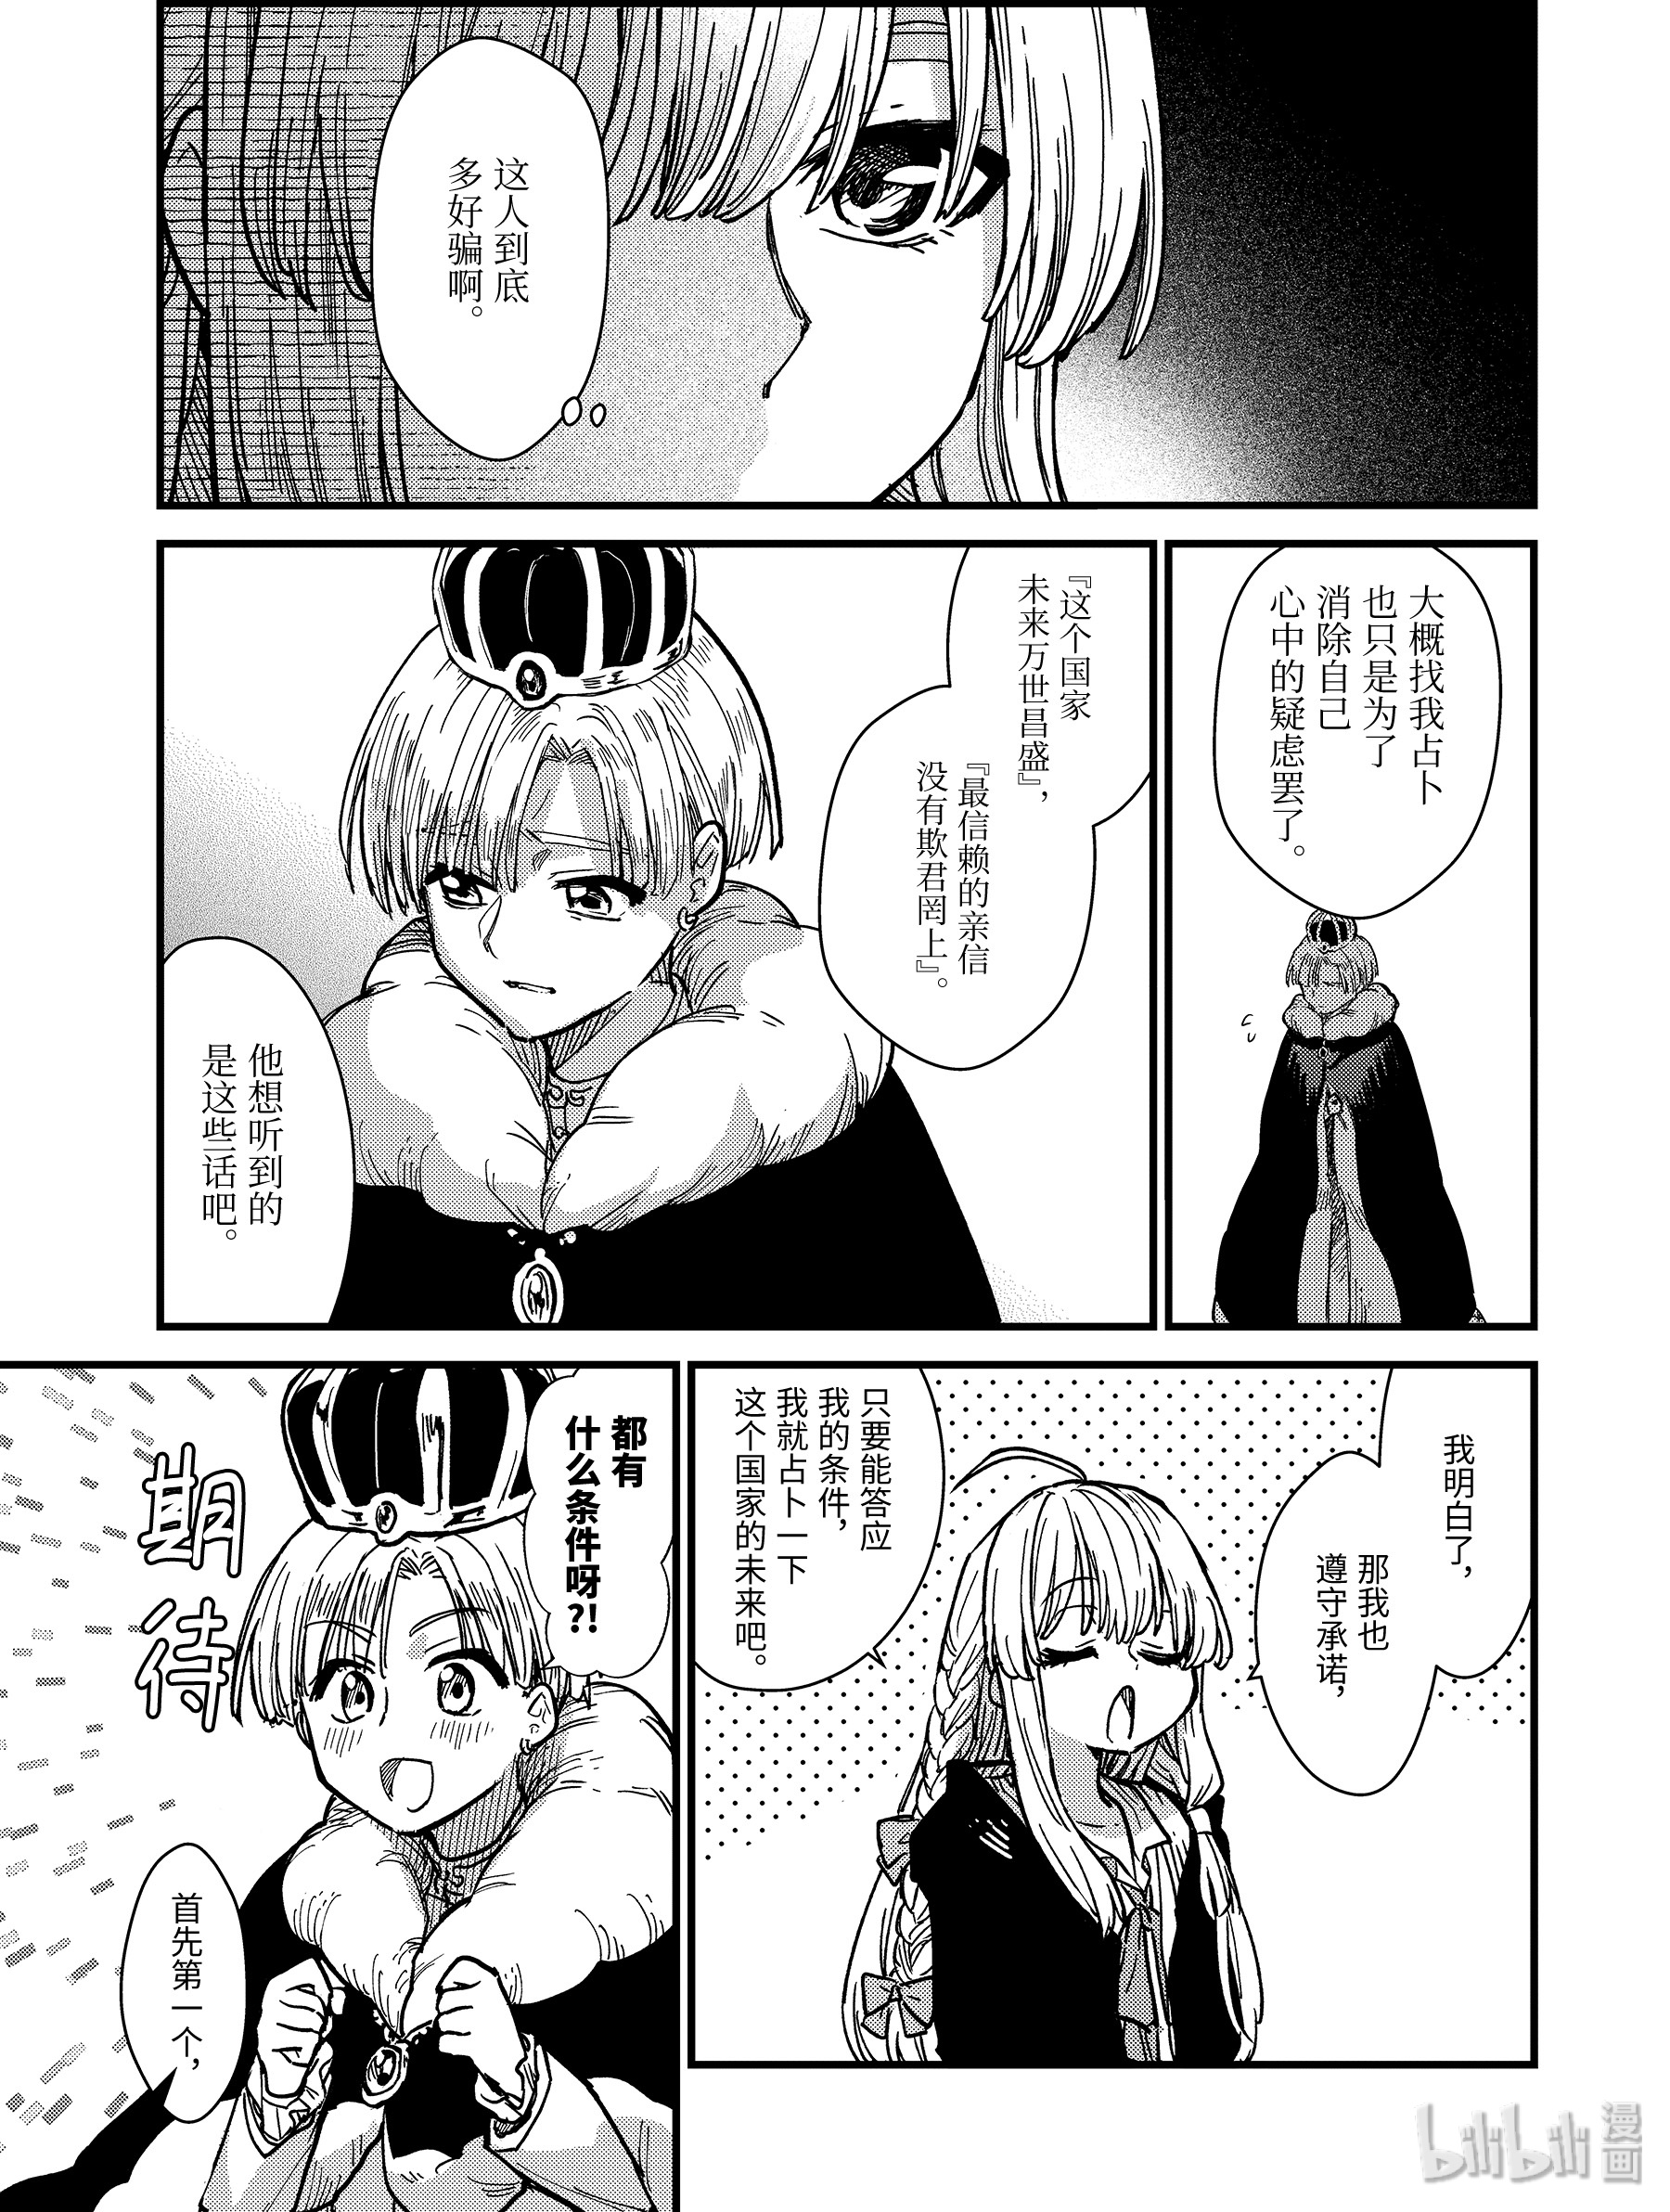 这人到底
多好骗啊。
大概找我占卜
也只是为了
消除自己
心中的疑虑罢了。
『这个国家
未来万世昌盛』，
『最信赖的亲信
没有欺君罔上』。
他想听到的
是这些话吧。
我明白了，
那我也
遵守承诺，
只要能答应
我的条件，
我就占卜一下
这个国家的未来吧。
都有
什么条件呀?!
期待
首先第一个，
bilibili漫画